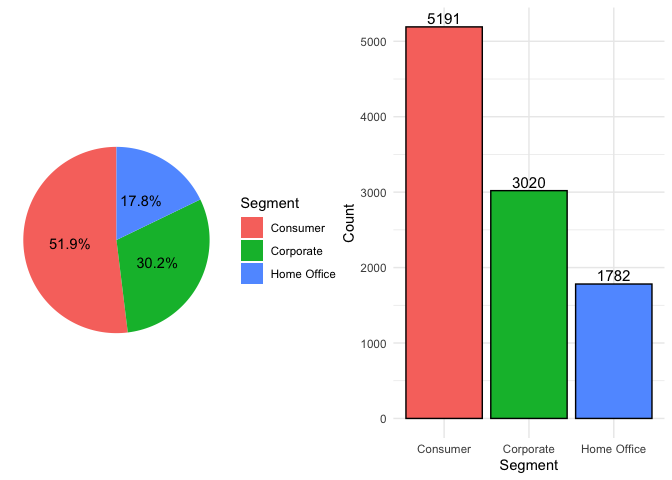 17.8%
51.9%
30.2%
Segment
Consumer
Corporate
Home Office
Count
5000
4000
3000
2000
1000
0
5191
3020
1782
Consumer Corporate Home Office
Segment